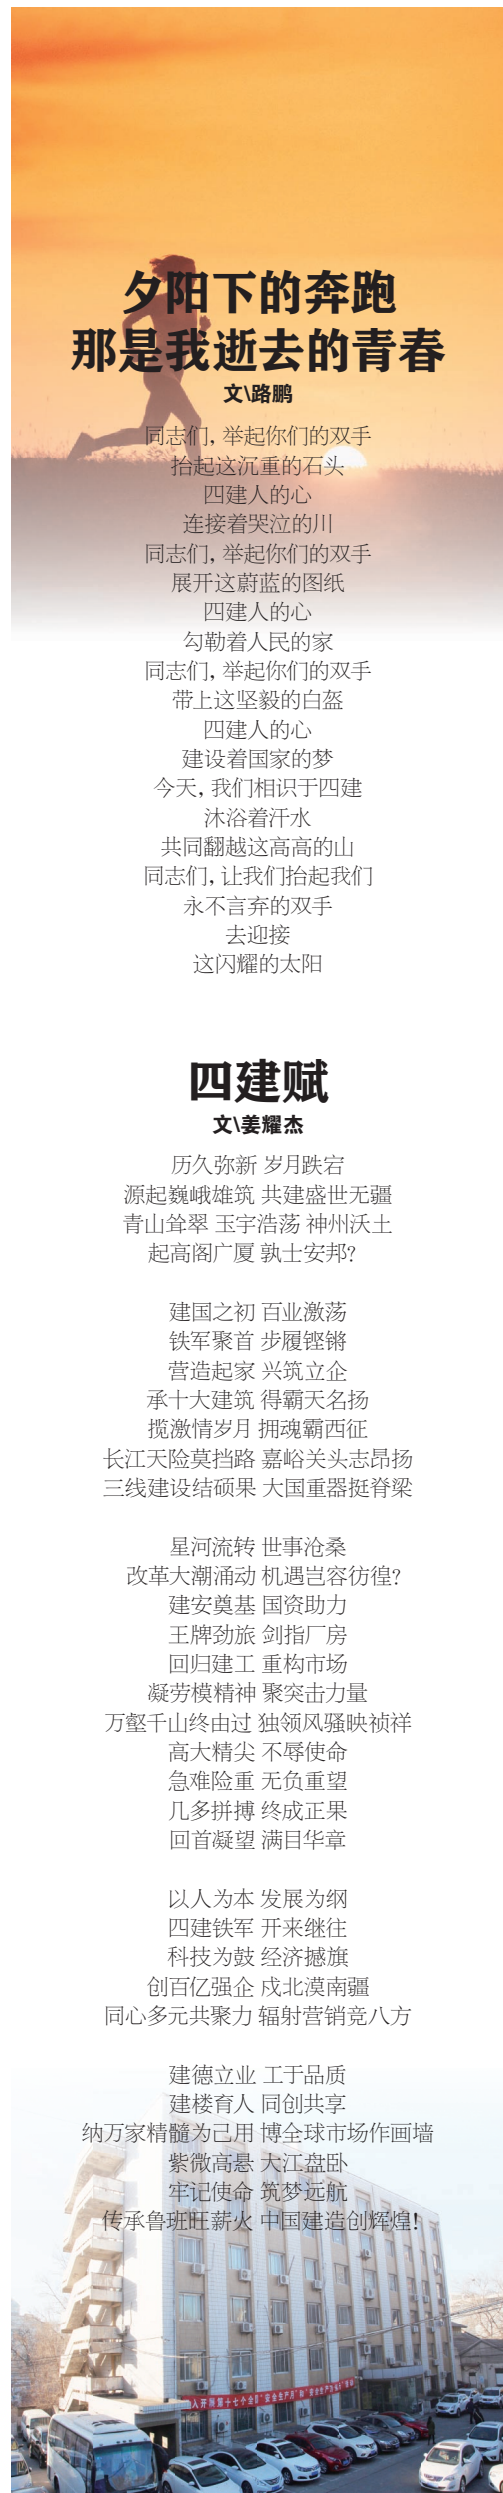 夕阳下的奔跑
那是我逝去的青春
文\路鹏
同志们，举起你们的双手
抬起这沉重的石头
四建人的心
连接着哭泣的川
同志们，举起你们的双手
展开这蔚蓝的图纸
四建人的心
勾勒着人民的家
同志们，举起你们的双手
带上这坚毅的白盔
四建人的心
建设着国家的梦
今天，我们相识于四建
沐浴着汗水
共同翻越这高高的山
同志们，让我们抬起我们
永不言弃的双手
去迎接
这闪耀的太阳
四建赋
文\姜耀杰
历久弥新 岁月跌宕
源起巍峨雄筑 共建盛世无疆
青山耸翠 玉宇浩荡 神州沃土
起高阁广厦 孰士安邦？
建国之初 百业激荡
铁军聚首 步履铿锵
营造起家 兴筑立企
承十大建筑 得霸天名扬
揽激情岁月 拥魂霸西征
长江天险莫挡路 嘉峪关头志昂扬
三线建设结硕果 大国重器挺脊梁
星河流转 世事沧桑
改革大潮涌动 机遇岂容彷徨？
建安奠基 国资助力
王牌劲旅 剑指厂房
回归建工 重构市场
凝劳模精神 聚突击力量
万壑千山终由过 独领风骚映祯祥
高大精尖 不辱使命
急难险重 无负重望
几多拼搏 终成正果
回首凝望 满目华章
以人为本 发展为纲
四建铁军 开来继往
科技为鼓 经济撼旗
创百亿强企 戍北漠南疆
同心多元共聚力 辐射营销竞八方
建德立业 工于品质
建楼育人 同创共享
纳万家精髓为己用 博全球市场作画墙
紫微高悬 大江盘卧
牢记使命 筑梦远航
传承鲁班旺薪火 中国建造创辉煌！
入开展第十七个全国“安全生产月”和“安全生产万里行”活动